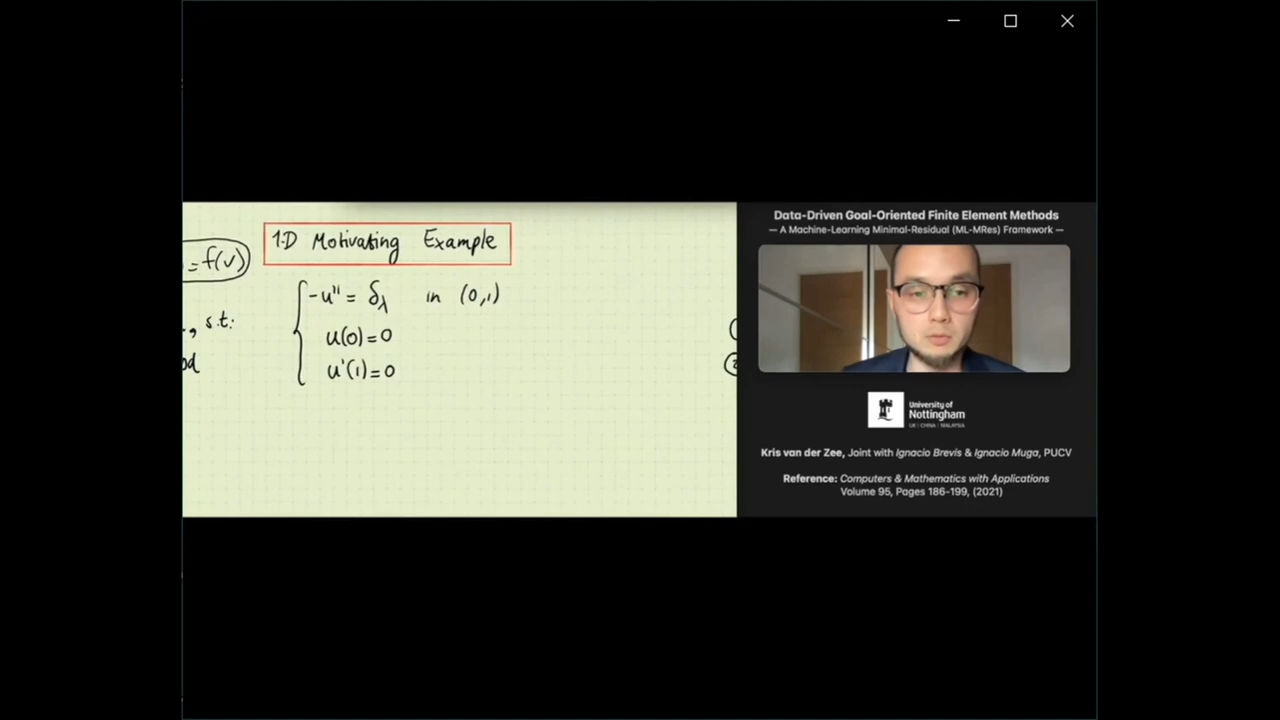 1D Motivating Example
= f(v)
-u'' = δ_λ in (0,1)
., s.t:
u(0)=0
u'(1)=0
Data-Driven Goal-Oriented Finite Element Methods
— A Machine-Learning Minimal-Residual (ML-MRes) Framework —
University of
Nottingham
UK | CHINA | MALAYSIA
Kris van der Zee, Joint with Ignacio Brevis & Ignacio Muga, PUCV
Reference: Computers & Mathematics with Applications
Volume 95, Pages 186-199, (2021)